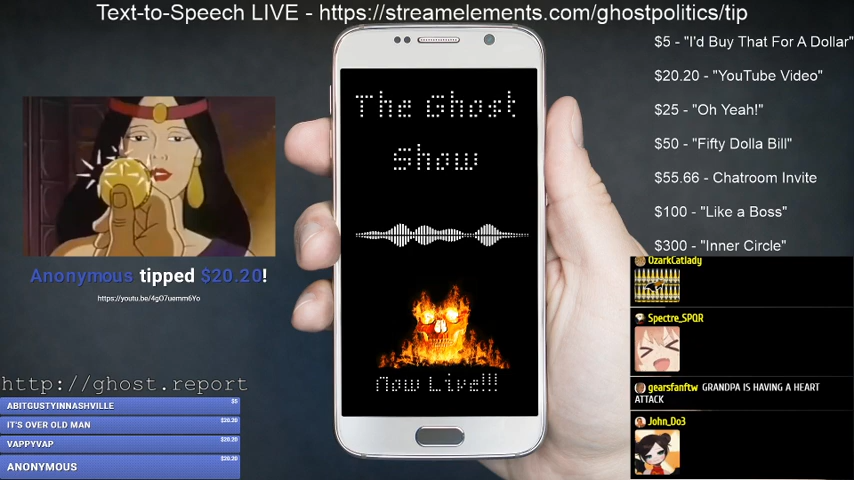 Text-to-Speech LIVE - https://streamelements.com/ghostpolitics/tip
$5 - "I'd Buy That For A Dollar"
$20.20 - "YouTube Video"
$25 - "Oh Yeah!"
$50 - "Fifty Dolla Bill"
$55.66 - Chatroom Invite
$100 - "Like a Boss"
$300 - "Inner Circle"
The Ghost
Show
Now Live!!!
Anonymous tipped $20.20!
https://youtu.be/4g07uemm6Yo
http://ghost.report
ABITGUSTYINNASHVILLE $5
IT'S OVER OLD MAN $20.20
VAPPYVAP $20.20
ANONYMOUS $20.20
OzarkCatlady
Spectre_SPQR
gearsfanftw GRANDPA IS HAVING A HEART
ATTACK
John_Do3